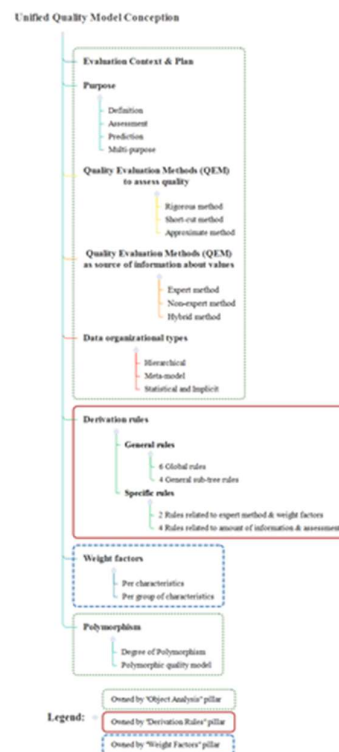 Unified Quality Model Conception
Evaluation Context & Plan
Purpose
Definition
Assessment
Prediction
Multi-purpose
Quality Evaluation Methods (QEM)
to assess quality
Rigorous method
Short-cut method
Approximate method
Quality Evaluation Methods (QEM)
as source of information about values
Expert method
Non-expert method
Hybrid method
Data organizational types
Hierarchical
Meta-model
Statistical and Implicit
Derivation rules
General rules
6 Global rules
4 General sub-tree rules
Specific rules
2 Rules related to expert method & weight factors
4 Rules related to amount of information & assessment
Weight factors
Per characteristics
Per group of characteristics
Polymorphism
Degree of Polymorphism
Polymorphic quality model
Legend:
Owned by "Object Analysis" pillar
Owned by "Derivation Rules" pillar
Owned by "Weight Factors" pillar